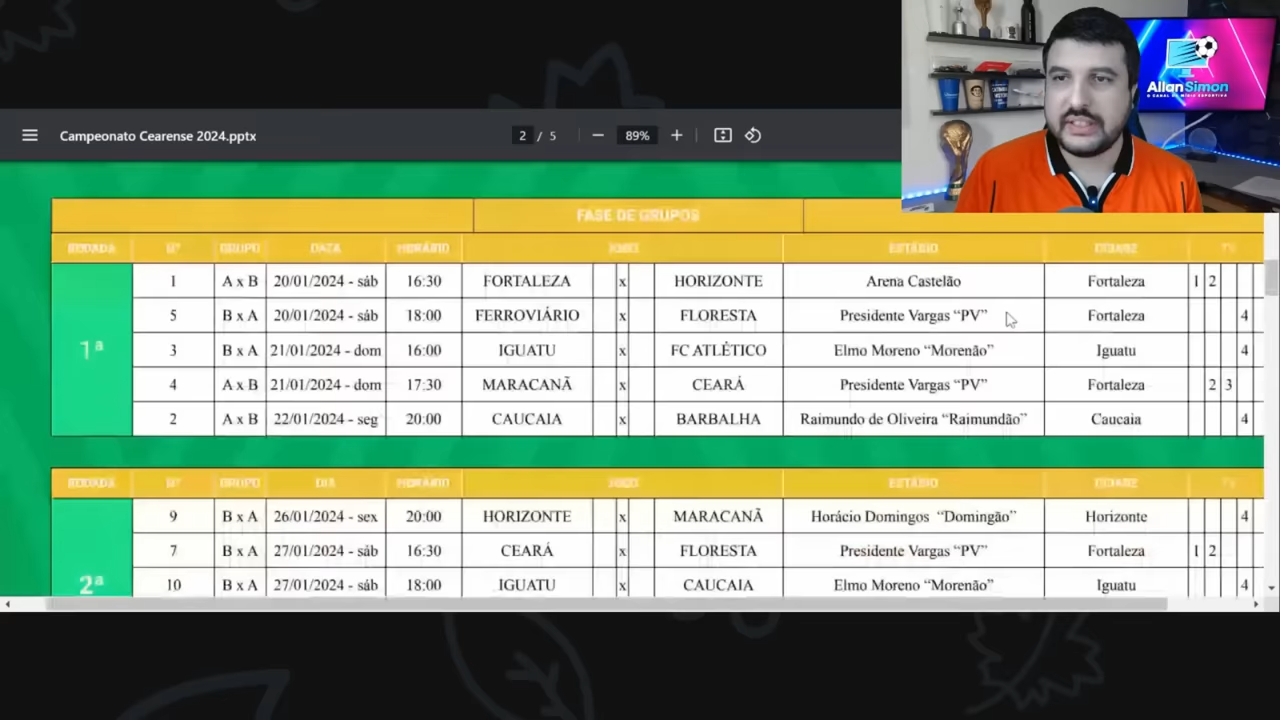 Allan Simon
O CANAL DE MÍDIA ESPORTIVA
Campeonato Cearense 2024.pptx 2 / 5 89%
FASE DE GRUPOS
RODADA Nº GRUPO DATA HORÁRIO JOGO ESTÁDIO CIDADE TV
1ª
1 A x B 20/01/2024 - sáb 16:30 FORTALEZA x HORIZONTE Arena Castelão Fortaleza 1 2
5 B x A 20/01/2024 - sáb 18:00 FERROVIÁRIO x FLORESTA Presidente Vargas “PV” Fortaleza 4
3 B x A 21/01/2024 - dom 16:00 IGUATU x FC ATLÉTICO Elmo Moreno “Morenão” Iguatu 4
4 A x B 21/01/2024 - dom 17:30 MARACANÃ x CEARÁ Presidente Vargas “PV” Fortaleza 2 3
2 A x B 22/01/2024 - seg 20:00 CAUCAIA x BARBALHA Raimundo de Oliveira “Raimundão” Caucaia 4
RODADA Nº GRUPO DIA HORÁRIO JOGO ESTÁDIO CIDADE TV
9 B x A 26/01/2024 - sex 20:00 HORIZONTE x MARACANÃ Horácio Domingos “Domingão” Horizonte 4
7 B x A 27/01/2024 - sáb 16:30 CEARÁ x FLORESTA Presidente Vargas “PV” Fortaleza 1 2
2ª
10 B x A 27/01/2024 - sáb 18:00 IGUATU x CAUCAIA Elmo Moreno “Morenão” Iguatu 4